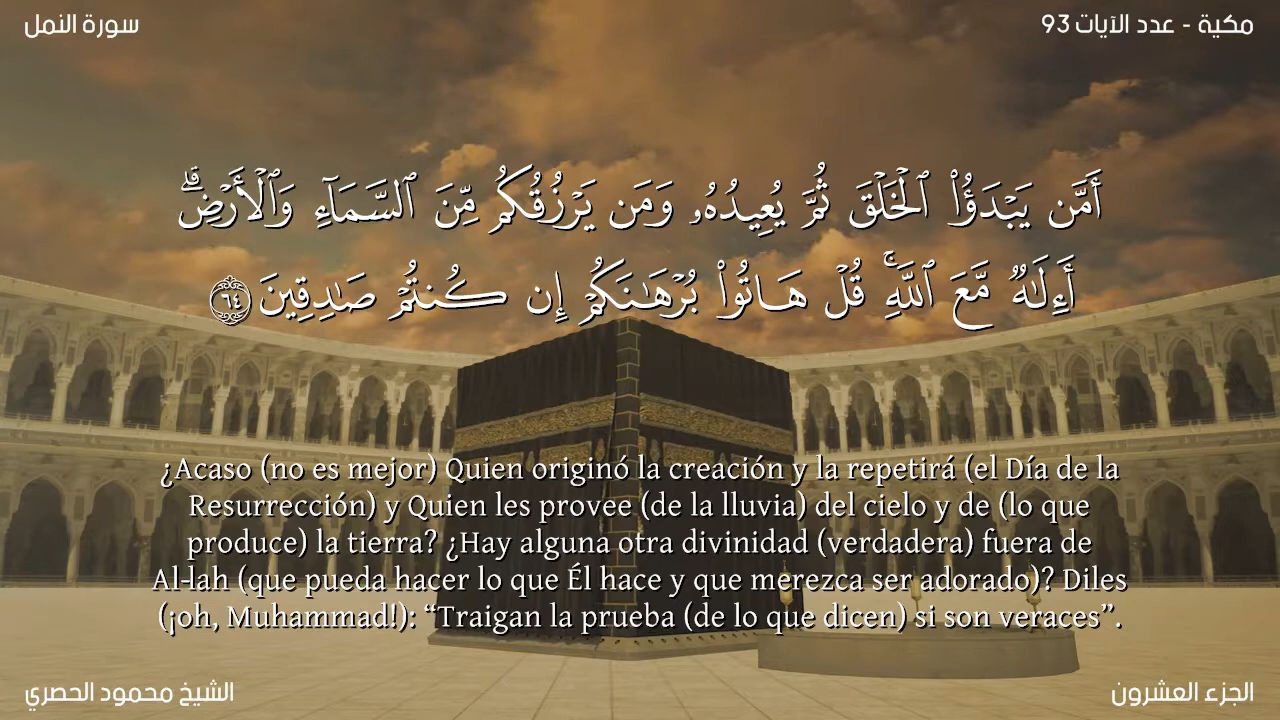 سورة النمل
مكية - عدد الآيات 93
أَمَّن يَبْدَؤُا۟ ٱلْخَلْقَ ثُمَّ يُعِيدُهُۥ وَمَن يَرْزُقُكُم مِّنَ ٱلسَّمَآءِ وَٱلْأَرْضِ ۗ
أَءِلَـٰهٌ مَّعَ ٱللَّهِ ۚ قُلْ هَاتُوا۟ بُرْهَـٰنَكُمْ إِن كُنتُمْ صَـٰدِقِينَ ٦٤
¿Acaso (no es mejor) Quien originó la creación y la repetirá (el Día de la
Resurrección) y Quien les provee (de la lluvia) del cielo y de (lo que
produce) la tierra? ¿Hay alguna otra divinidad (verdadera) fuera de
Al-lah (que pueda hacer lo que Él hace y que merezca ser adorado)? Diles
(¡oh, Muhammad!): “Traigan la prueba (de lo que dicen) si son veraces”.
الشيخ محمود الحصري
الجزء العشرون